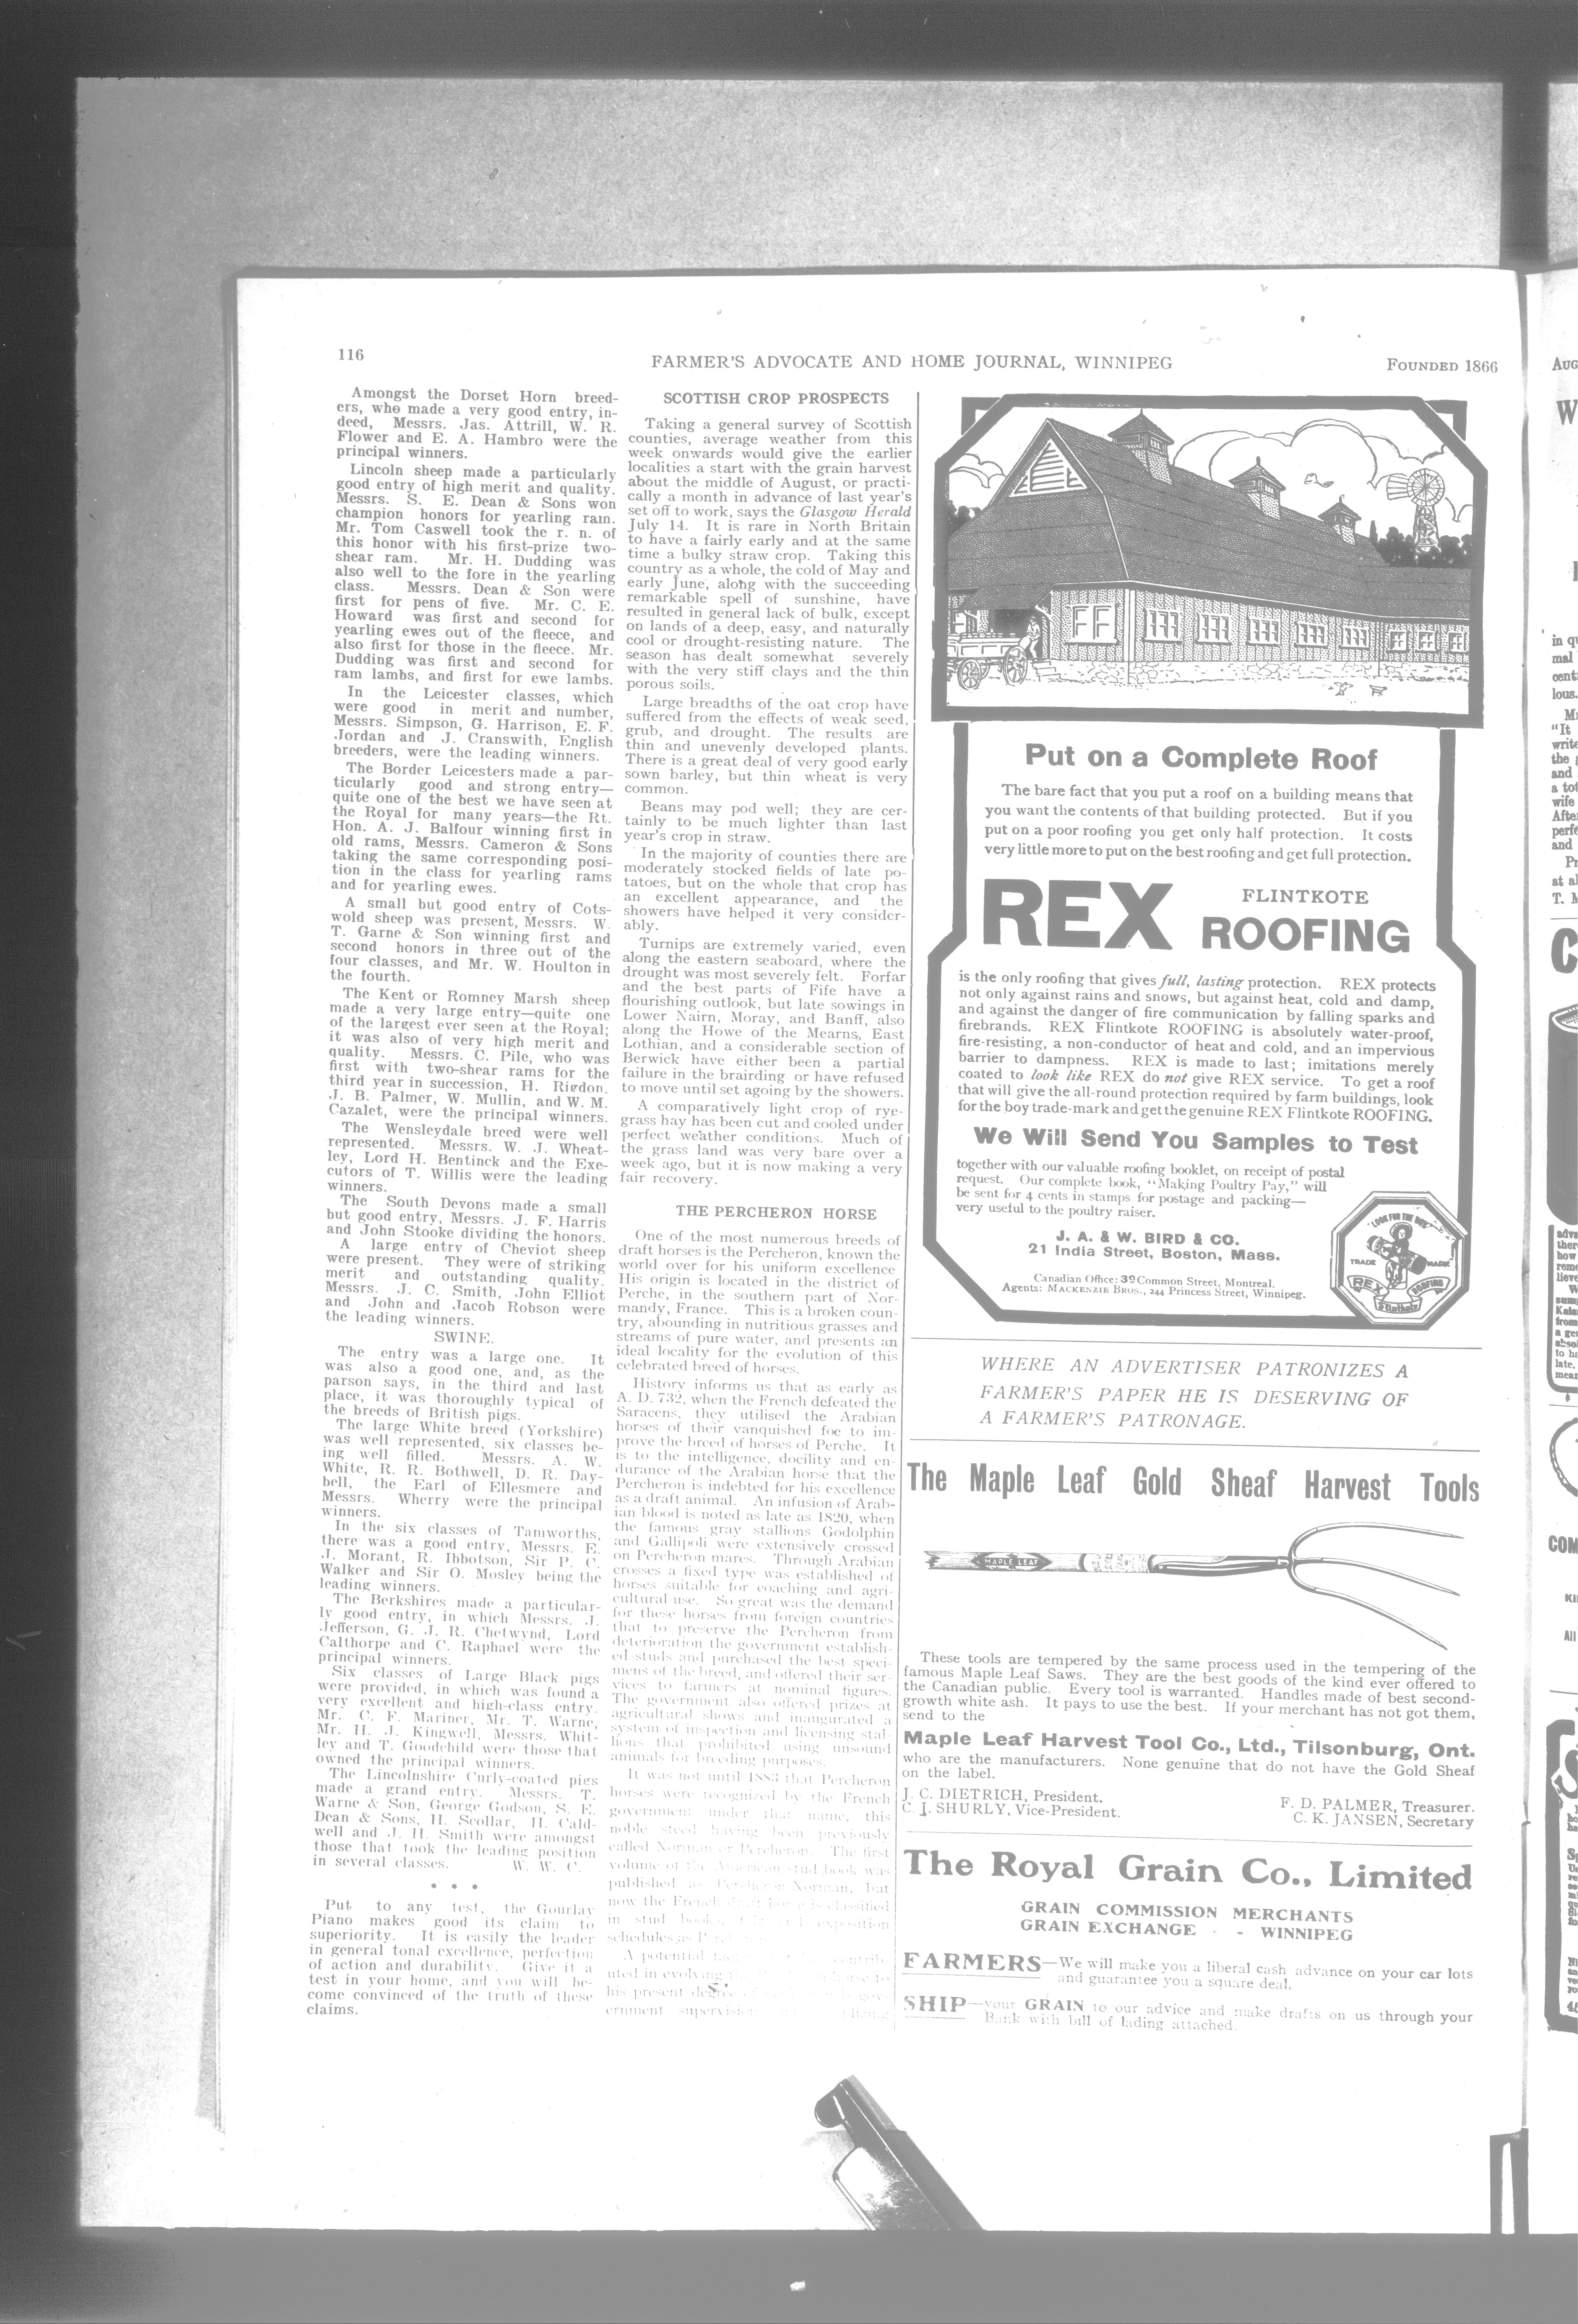 116
FARMER'S ADVOCATE AND HOME JOURNAL, WINNIPEG
FOUNDED 1866
Amongst the Dorset Horn breed-
ers, who made a very good entry, in-
deed, Messrs. Jas. Attrill, W. R.
Flower and E. A. Hambro were the
principal winners.
Lincoln sheep made a particularly
good entry of high merit and quality.
Messrs. S. E. Dean & Sons won
champion honors for yearling ram.
Mr. Tom Caswell took the r. n. of
this honor with his first-prize two-
shear ram. Mr. H. Dudding was
also well to the fore in the yearling
class. Messrs. Dean & Son were
first for pens of five. Mr. C. E.
Howard was first and second for
yearling ewes out of the fleece, and
also first for those in the fleece. Mr.
Dudding was first and second for
ram lambs, and first for ewe lambs.
In the Leicester classes, which
were good in merit and number,
Messrs. Simpson, G. Harrison, E. F.
Jordan and J. Cranswith, English
breeders, were the leading winners.
The Border Leicesters made a par-
ticularly good and strong entry—
quite one of the best we have seen at
the Royal for many years—the Rt.
Hon. A. J. Balfour winning first in
old rams, Messrs. Cameron & Sons
taking the same corresponding posi-
tion in the class for yearling rams
and for yearling ewes.
A small but good entry of Cots-
wold sheep was present, Messrs. W.
T. Garne & Son winning first and
second honors in three out of the
four classes, and Mr. W. Houlton in
the fourth.
The Kent or Romney Marsh sheep
made a very large entry—quite one
of the largest ever seen at the Royal;
it was also of very high merit and
quality. Messrs. C. Pile, who was
first with two-shear rams for the
third year in succession, H. Rigdon,
J. B. Palmer, W. Mullin, and W. M.
Cazalet, were the principal winners.
The Wensleydale breed were well
represented. Messrs. W. J. Wheat-
ley, Lord H. Bentinck and the Exe-
cutors of T. Willis were the leading
winners.
The South Devons made a small
but good entry, Messrs. J. F. Harris
and John Stooke dividing the honors.
A large entry of Cheviot sheep
were present. They were of striking
merit and outstanding quality.
Messrs. J. C. Smith, John Elliot
and John and Jacob Robson were
the leading winners.
SWINE.
The entry was a large one. It
was also a good one, and, as the
parson says, in the third and last
place, it was thoroughly typical of
the breeds of British pigs.
The large White breed (Yorkshire)
was well represented, six classes be-
ing well filled. Messrs. A. W.
White, R. R. Bothwell, D. R. Day-
bell, the Earl of Ellesmere and
Messrs. Wherry were the principal
winners.
In the six classes of Tamworths,
there was a good entry, Messrs. E.
J. Morant, R. Ibbotson, Sir P. C.
Walker and Sir O. Mosley being the
leading winners.
The Berkshires made a particular-
ly good entry, in which Messrs. J.
Jefferson, G. J. R. Chetwynd, Lord
Calthorpe and C. Raphael were the
principal winners.
Six classes of Large Black pigs
were provided, in which was found a
very excellent and high-class entry.
Mr. C. F. Mariner, Mr. T. Warne,
Mr. H. J. Kingwell, Messrs. Whit-
ley and T. Goodchild were those that
owned the principal winners.
The Lincolnshire Curly-coated pigs
made a grand entry. Messrs. T.
Warne & Son, George Godson, S. E.
Dean & Sons, H. Scollar, H. Cald-
well and J. H. Smith were amongst
those that took the leading position
in several classes. W. W. C.
* * *
Put to any test, the Gourlay
Piano makes good its claim to
superiority. It is easily the leader
in general tonal excellence, perfection
of action and durability. Give it a
test in your home, and you will be-
come convinced of the truth of these
claims.
SCOTTISH CROP PROSPECTS
Taking a general survey of Scottish
counties, average weather from this
week onwards would give the earlier
localities a start with the grain harvest
about the middle of August, or practi-
cally a month in advance of last year's
set off to work, says the Glasgow Herald
July 14. It is rare in North Britain
to have a fairly early and at the same
time a bulky straw crop. Taking this
country as a whole, the cold of May and
early June, along with the succeeding
remarkable spell of sunshine, have
resulted in general lack of bulk, except
on lands of a deep, easy, and naturally
cool or drought-resisting nature. The
season has dealt somewhat severely
with the very stiff clays and the thin
porous soils.
Large breadths of the oat crop have
suffered from the effects of weak seed,
grub, and drought. The results are
thin and unevenly developed plants.
There is a great deal of very good early
sown barley, but thin wheat is very
common.
Beans may pod well; they are cer-
tainly to be much lighter than last
year's crop in straw.
In the majority of counties there are
moderately stocked fields of late po-
tatoes, but on the whole that crop has
an excellent appearance, and the
showers have helped it very consider-
ably.
Turnips are extremely varied, even
along the eastern seaboard, where the
drought was most severely felt. Forfar
and the best parts of Fife have a
flourishing outlook, but late sowings in
Lower Nairn, Moray, and Banff, also
along the Howe of the Mearns, East
Lothian, and a considerable section of
Berwick have either been a partial
failure in the brairding or have refused
to move until set agoing by the showers.
A comparatively light crop of rye-
grass hay has been cut and cooled under
perfect weather conditions. Much of
the grass land was very bare over a
week ago, but it is now making a very
fair recovery.
THE PERCHERON HORSE
One of the most numerous breeds of
draft horses is the Percheron, known the
world over for his uniform excellence
His origin is located in the district of
Perche, in the southern part of Nor-
mandy, France. This is a broken coun-
try, abounding in nutritious grasses and
streams of pure water, and presents an
ideal locality for the evolution of this
celebrated breed of horses.
History informs us that as early as
A. D. 732, when the French defeated the
Saracens, they utilised the Arabian
horses of their vanquished foe to im-
prove the breed of horses of Perche. It
is to the intelligence, docility and en-
durance of the Arabian horse that the
Percheron is indebted for his excellence
as a draft animal. An infusion of Arab-
ian blood is noted as late as 1820, when
the famous gray stallions Godolphin
and Gallipoli were extensively crossed
on Percheron mares. Through Arabian
crosses a fixed type was established of
horses suitable for coaching and agri-
cultural use. So great was the demand
for these horses from foreign countries
that to preserve the Percheron from
deterioration the government establish-
ed studs and purchased the best speci-
mens of the breed, and offered their ser-
vices to farmers at nominal figures.
The government also offered prizes at
agricultural shows and inaugurated a
system of inspection and licensing stal-
lions that prohibited using unsound
animals for breeding purposes.
It was not until 1883 that Percheron
horses were recognized by the French
government under that name, this
noble steed having been previously
called Norman or Percheron. The first
volume of the American stud book was
published as Percheron Norman, but
now the French classified
in stud books exposition
schedules as
A potential
uted in evolving to
his present degree
ernment supervision
Put on a Complete Roof
The bare fact that you put a roof on a building means that
you want the contents of that building protected. But if you
put on a poor roofing you get only half protection. It costs
very little more to put on the best roofing and get full protection.
REX FLINTKOTE
ROOFING
is the only roofing that gives full, lasting protection. REX protects
not only against rains and snows, but against heat, cold and damp,
and against the danger of fire communication by falling sparks and
firebrands. REX Flintkote ROOFING is absolutely water-proof,
fire-resisting, a non-conductor of heat and cold, and an impervious
barrier to dampness. REX is made to last; imitations merely
coated to look like REX do not give REX service. To get a roof
that will give the all-round protection required by farm buildings, look
for the boy trade-mark and get the genuine REX Flintkote ROOFING.
We Will Send You Samples to Test
together with our valuable roofing booklet, on receipt of postal
request. Our complete book, "Making Poultry Pay," will
be sent for 4 cents in stamps for postage and packing—
very useful to the poultry raiser.
J. A. & W. BIRD & CO.
21 India Street, Boston, Mass.
Canadian Office: 39 Common Street, Montreal.
Agents: MACKENZIE BROS., 244 Princess Street, Winnipeg.
LOOK FOR THE BOY
TRADE MARK
REX ROOFING
Flintkote
WHERE AN ADVERTISER PATRONIZES A
FARMER'S PAPER HE IS DESERVING OF
A FARMER'S PATRONAGE.
The Maple Leaf Gold Sheaf Harvest Tools
MAPLE LEAF
These tools are tempered by the same process used in the tempering of the
famous Maple Leaf Saws. They are the best goods of the kind ever offered to
the Canadian public. Every tool is warranted. Handles made of best second-
growth white ash. It pays to use the best. If your merchant has not got them,
send to the
Maple Leaf Harvest Tool Co., Ltd., Tilsonburg, Ont.
who are the manufacturers. None genuine that do not have the Gold Sheaf
on the label.
J. C. DIETRICH, President.
C. I. SHURLY, Vice-President.
F. D. PALMER, Treasurer.
C. K. JANSEN, Secretary
The Royal Grain Co., Limited
GRAIN COMMISSION MERCHANTS
GRAIN EXCHANGE - - WINNIPEG
FARMERS—We will make you a liberal cash advance on your car lots
and guarantee you a square deal.
SHIP—your GRAIN to our advice and make drafts on us through your
Bank with bill of lading attached.